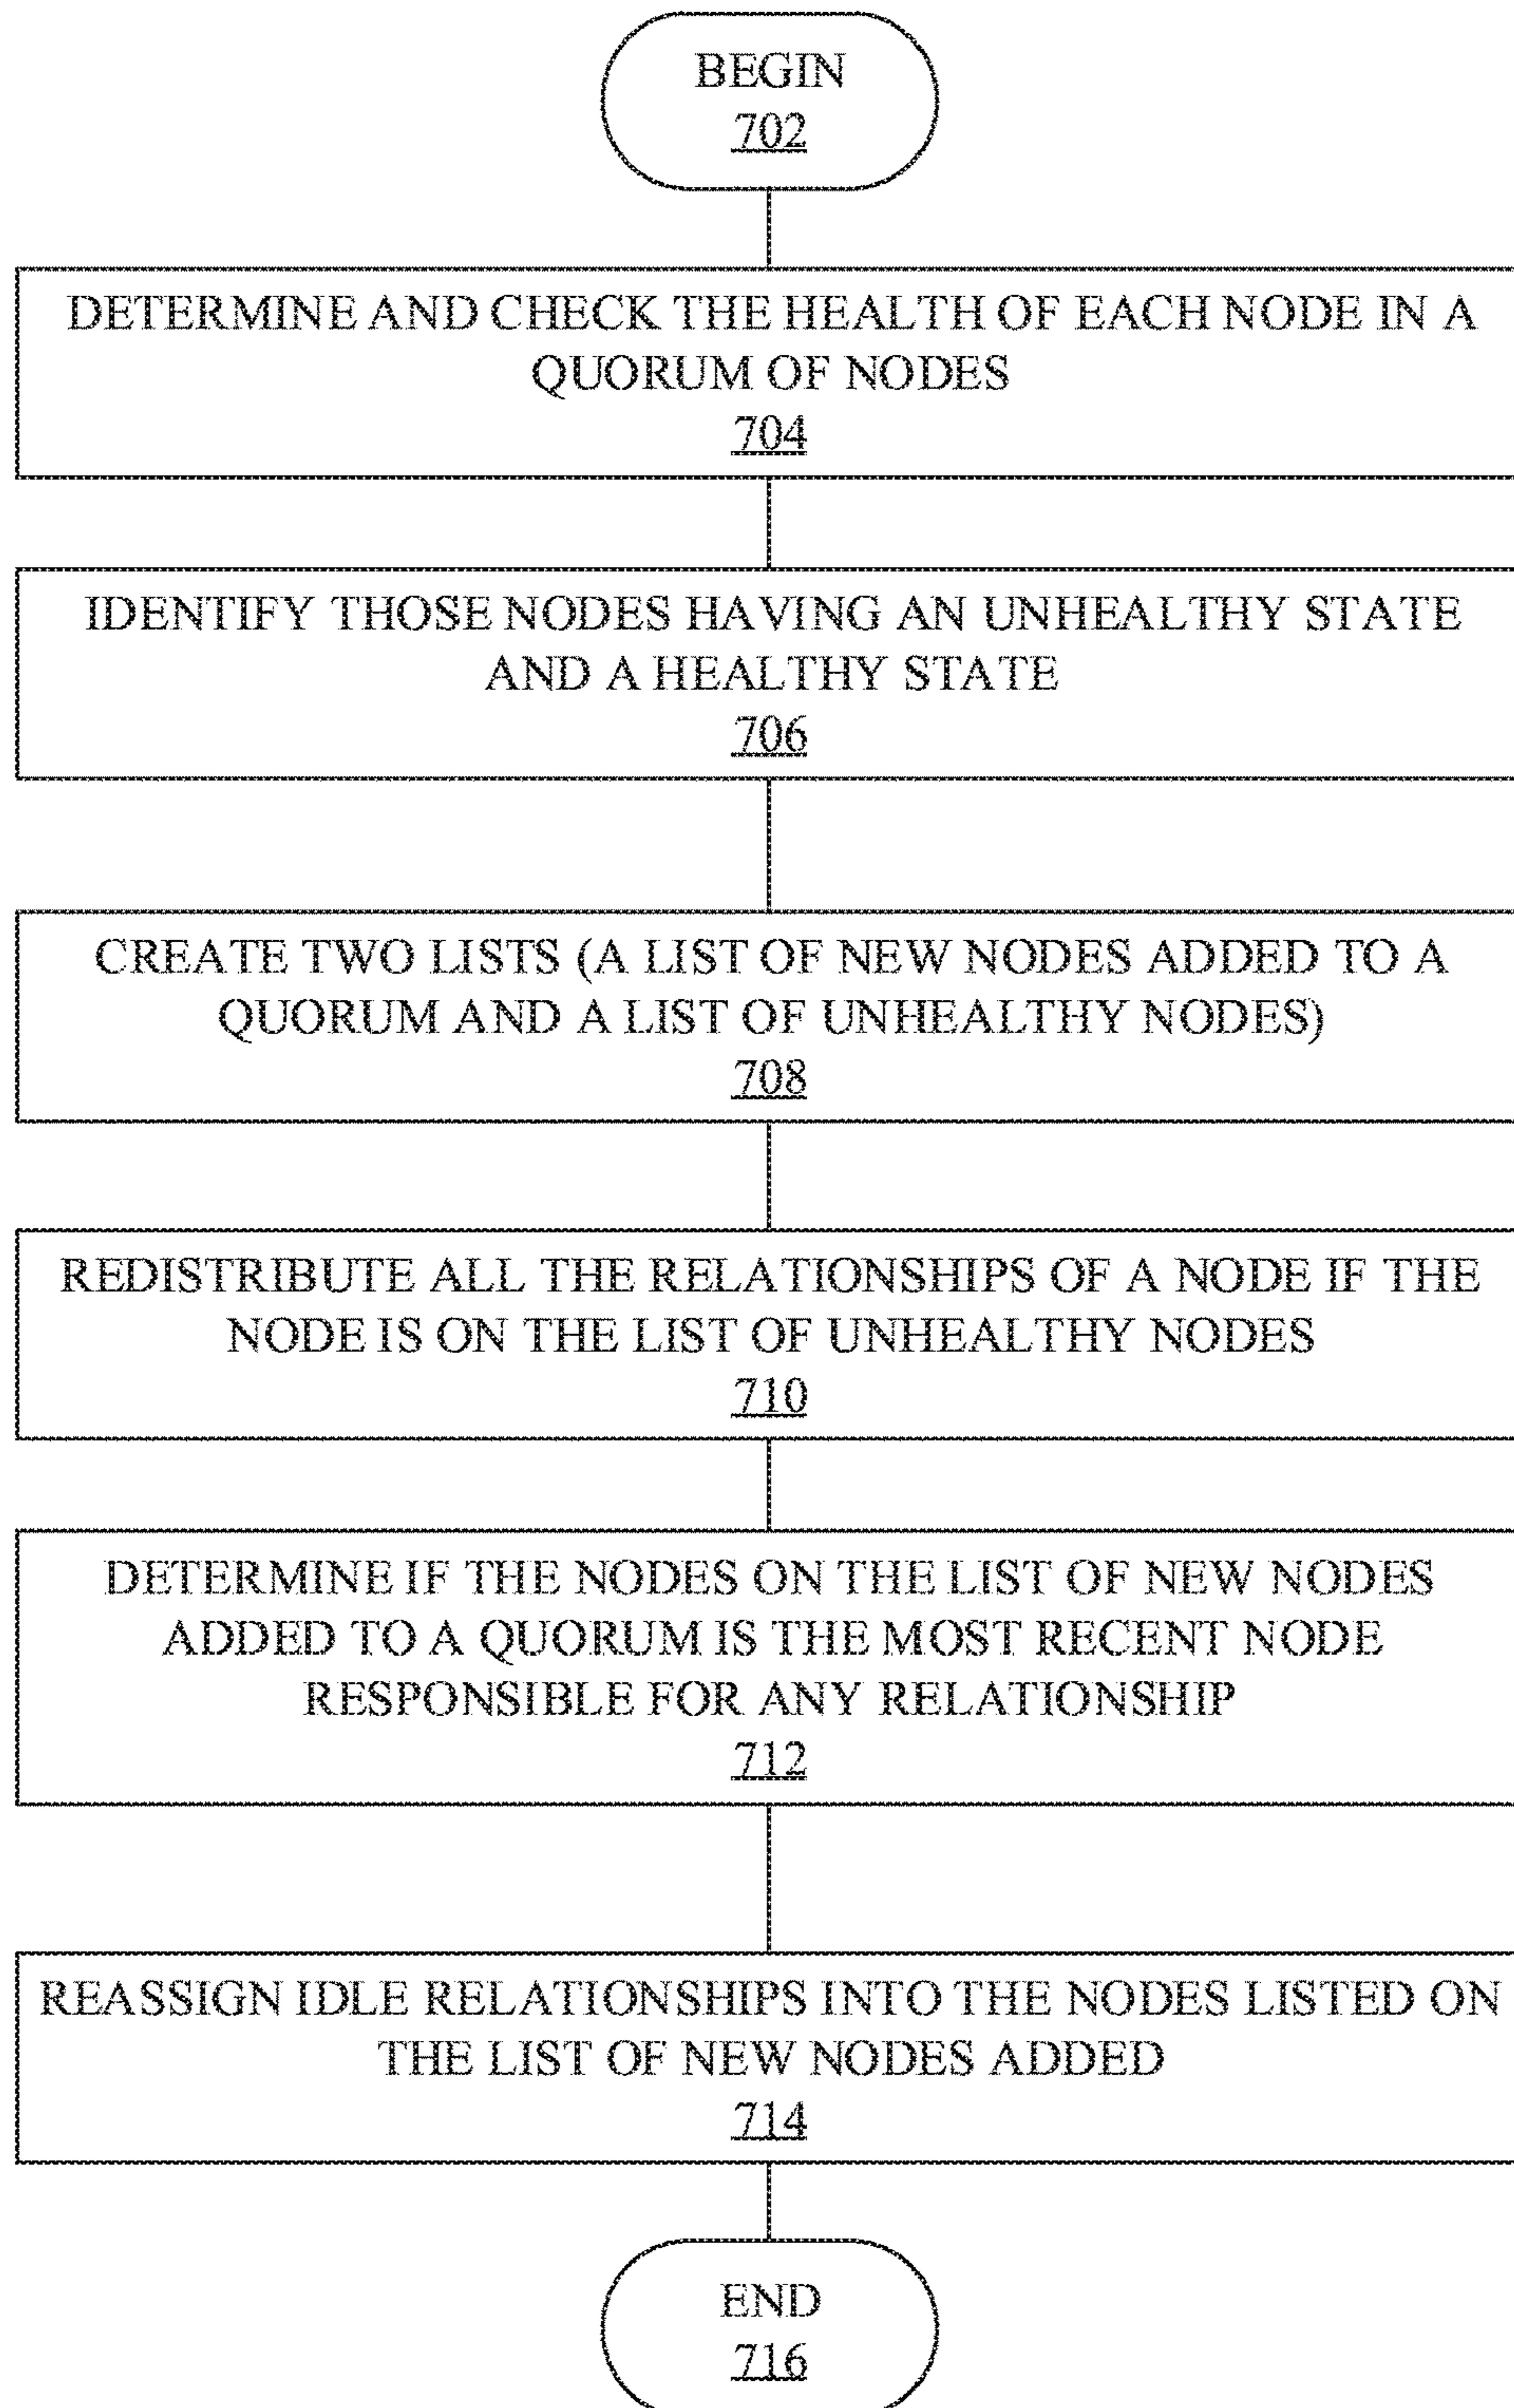 BEGIN
702
DETERMINE AND CHECK THE HEALTH OF EACH NODE IN A
QUORUM OF NODES
704
IDENTIFY THOSE NODES HAVING AN UNHEALTHY STATE
AND A HEALTHY STATE
706
CREATE TWO LISTS (A LIST OF NEW NODES ADDED TO A
QUORUM AND A LIST OF UNHEALTHY NODES)
708
REDISTRIBUTE ALL THE RELATIONSHIPS OF A NODE IF THE
NODE IS ON THE LIST OF UNHEALTHY NODES
710
DETERMINE IF THE NODES ON THE LIST OF NEW NODES
ADDED TO A QUORUM IS THE MOST RECENT NODE
RESPONSIBLE FOR ANY RELATIONSHIP
712
REASSIGN IDLE RELATIONSHIPS INTO THE NODES LISTED ON
THE LIST OF NEW NODES ADDED
714
END
716